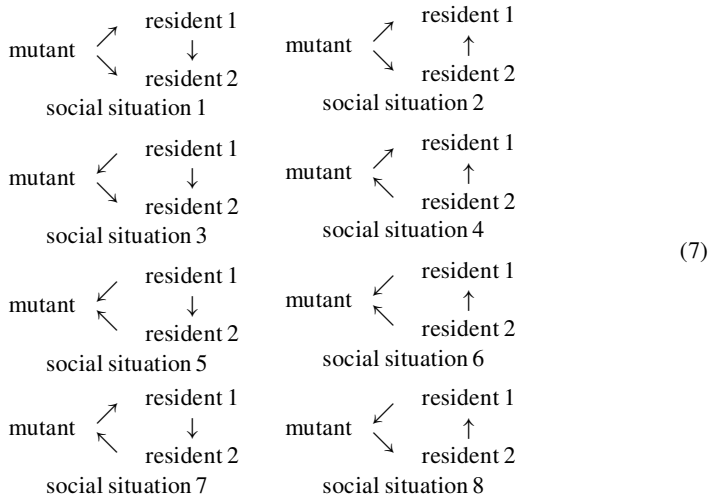 resident 1 resident 1
mutant ↗ ↓ mutant ↗ ↑
↘ resident 2 ↘ resident 2
social situation 1 social situation 2
resident 1 resident 1
mutant ↙ ↓ mutant ↗ ↑
↘ resident 2 ↖ resident 2
social situation 3 social situation 4
(7)
resident 1 resident 1
mutant ↙ ↓ mutant ↙ ↑
↖ resident 2 ↖ resident 2
social situation 5 social situation 6
resident 1 resident 1
mutant ↗ ↓ mutant ↙ ↑
↖ resident 2 ↘ resident 2
social situation 7 social situation 8